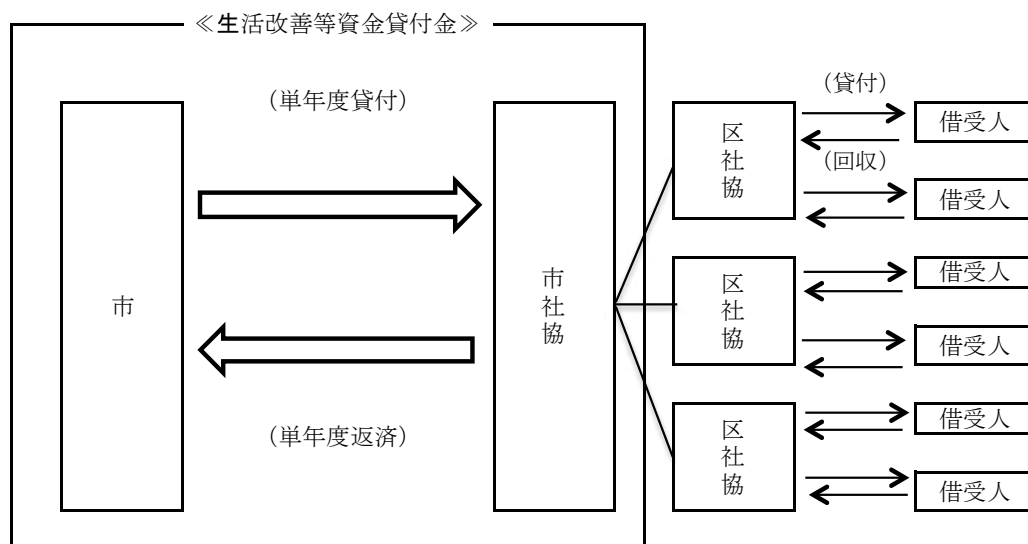 ≪生活改善等資金貸付金≫
（単年度貸付）
（貸付）
（回収）
市
市社協
（単年度返済）
区社協
借受人
借受人
区社協
借受人
借受人
区社協
借受人
借受人